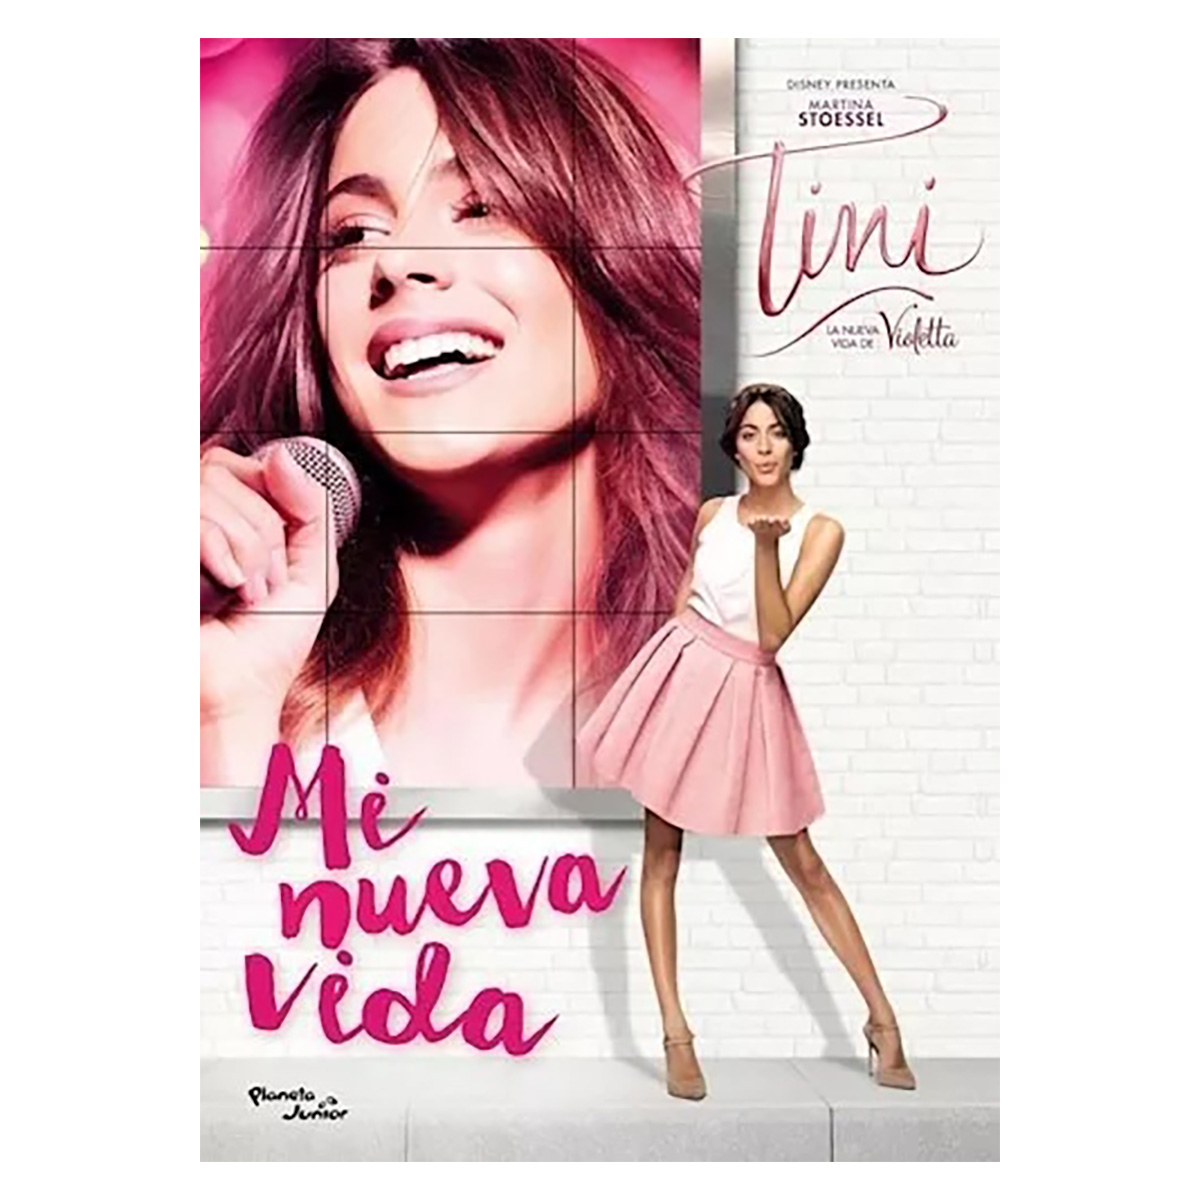 DISNEY PRESENTA
MARTINA
STOESSEL
Tini
LA NUEVA
VIDA DE Violetta
Mi
nueva
vida
Planeta
Junior